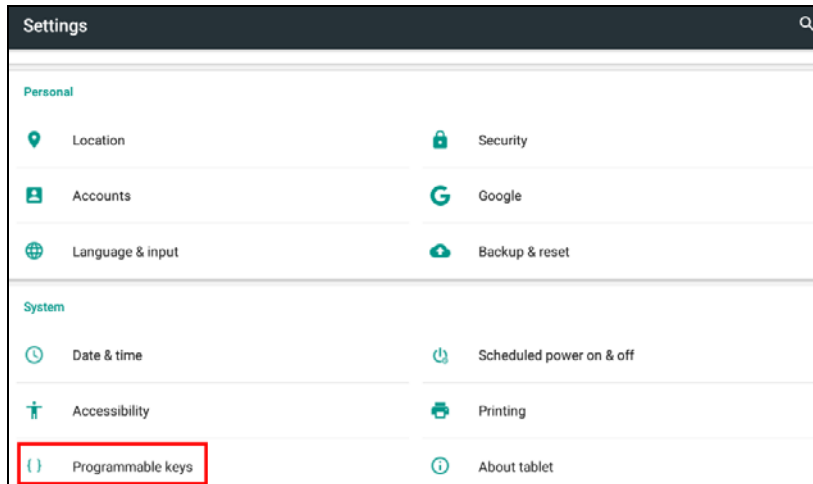 Settings
Personal
Location
Security
Accounts
Google
Language & input
Backup & reset
System
Date & time
Scheduled power on & off
Accessibility
Printing
{ } Programmable keys
About tablet